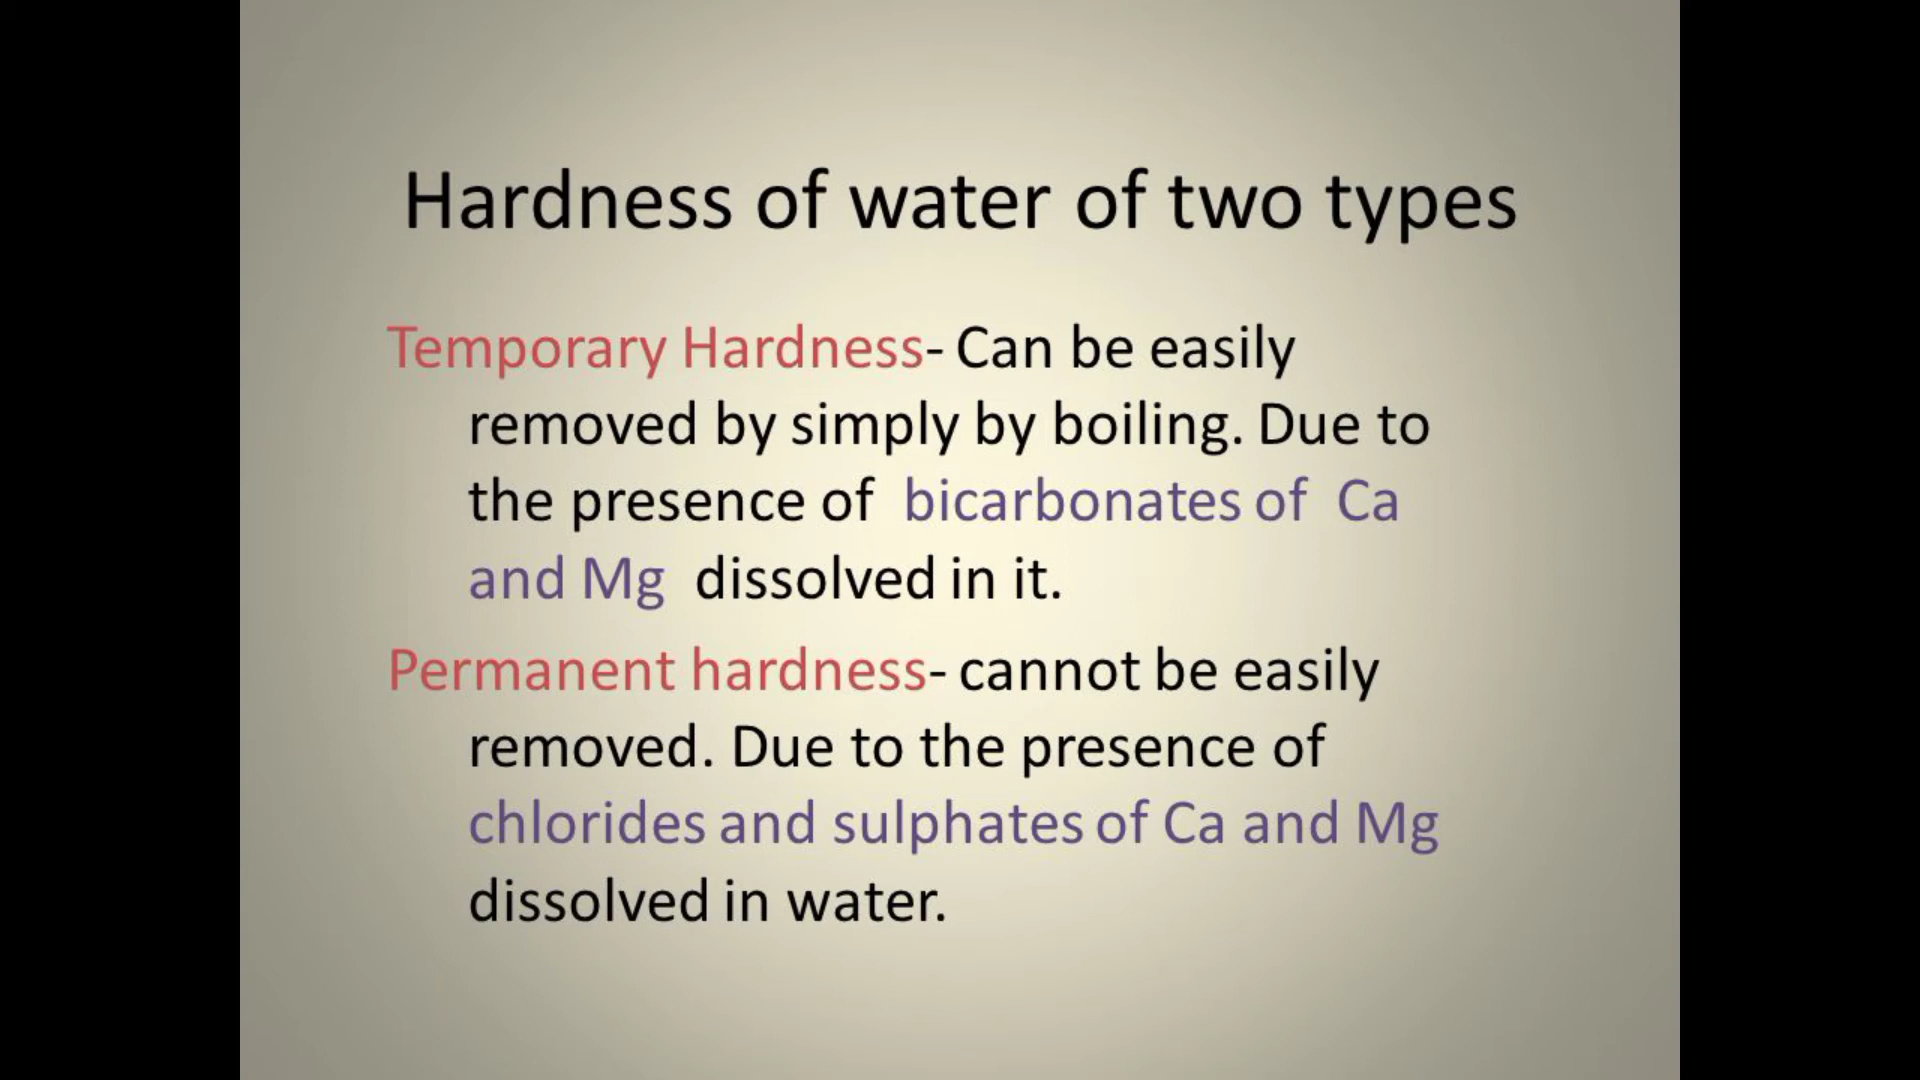 Hardness of water of two types
Temporary Hardness- Can be easily
removed by simply by boiling. Due to
the presence of bicarbonates of Ca
and Mg dissolved in it.
Permanent hardness- cannot be easily
removed. Due to the presence of
chlorides and sulphates of Ca and Mg
dissolved in water.